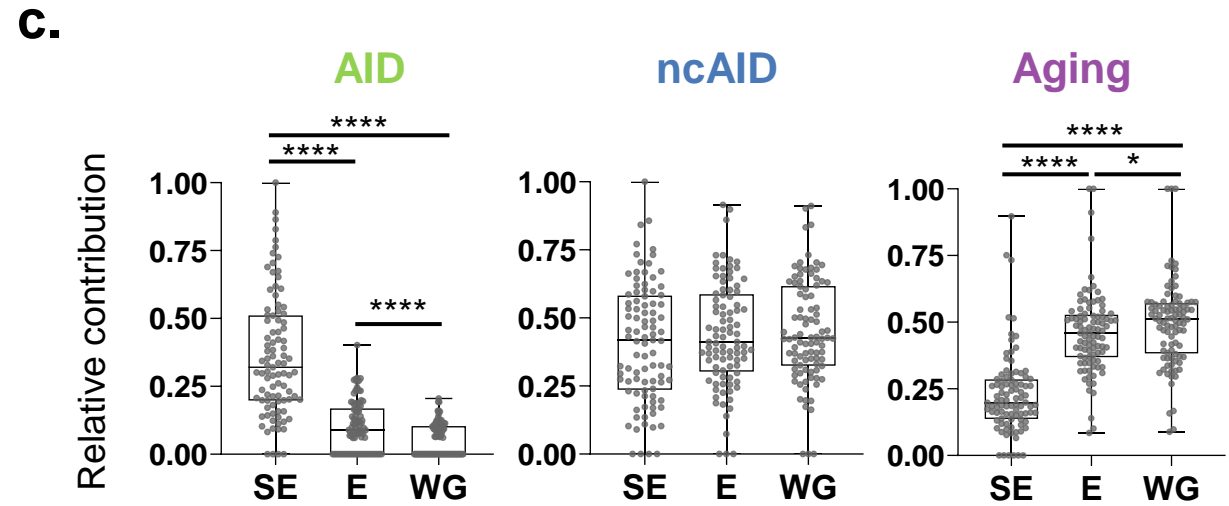 c.
AID
ncAID
Aging
Relative contribution
****
****
****
1.00
0.75
0.50
0.25
0.00
SE E WG
1.00
0.75
0.50
0.25
0.00
SE E WG
****
**** *
1.00
0.75
0.50
0.25
0.00
SE E WG